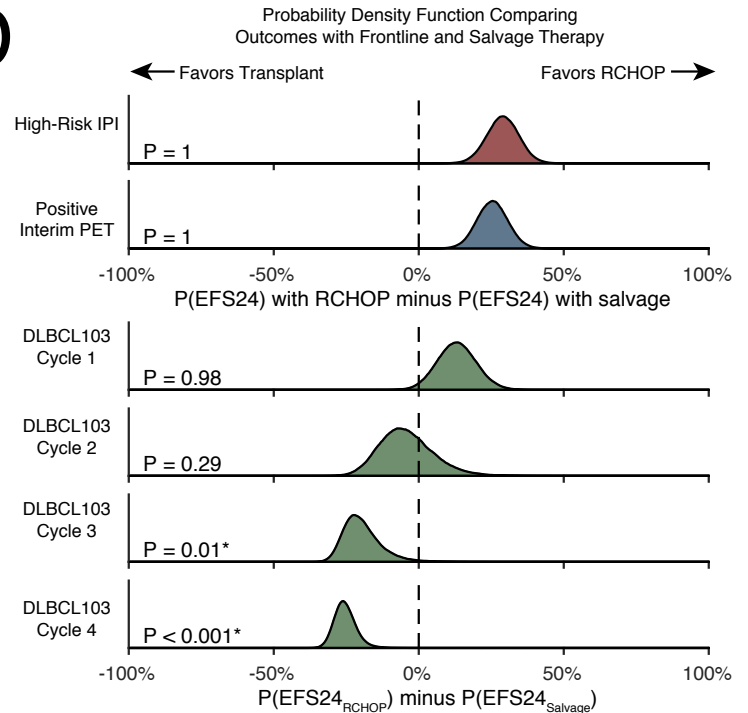 Probability Density Function Comparing
Outcomes with Frontline and Salvage Therapy
Favors Transplant
Favors RCHOP
High-Risk IPI
P = 1
Positive
Interim PET
P = 1
-100%
-50%
0%
50%
100%
P(EFS24) with RCHOP minus P(EFS24) with salvage
DLBCL103
Cycle 1
P = 0.98
DLBCL103
Cycle 2
P = 0.29
DLBCL103
Cycle 3
P = 0.01*
DLBCL103
Cycle 4
P < 0.001*
-100%
-50%
0%
50%
100%
P(EFS24RCHOP) minus P(EFS24Salvage)